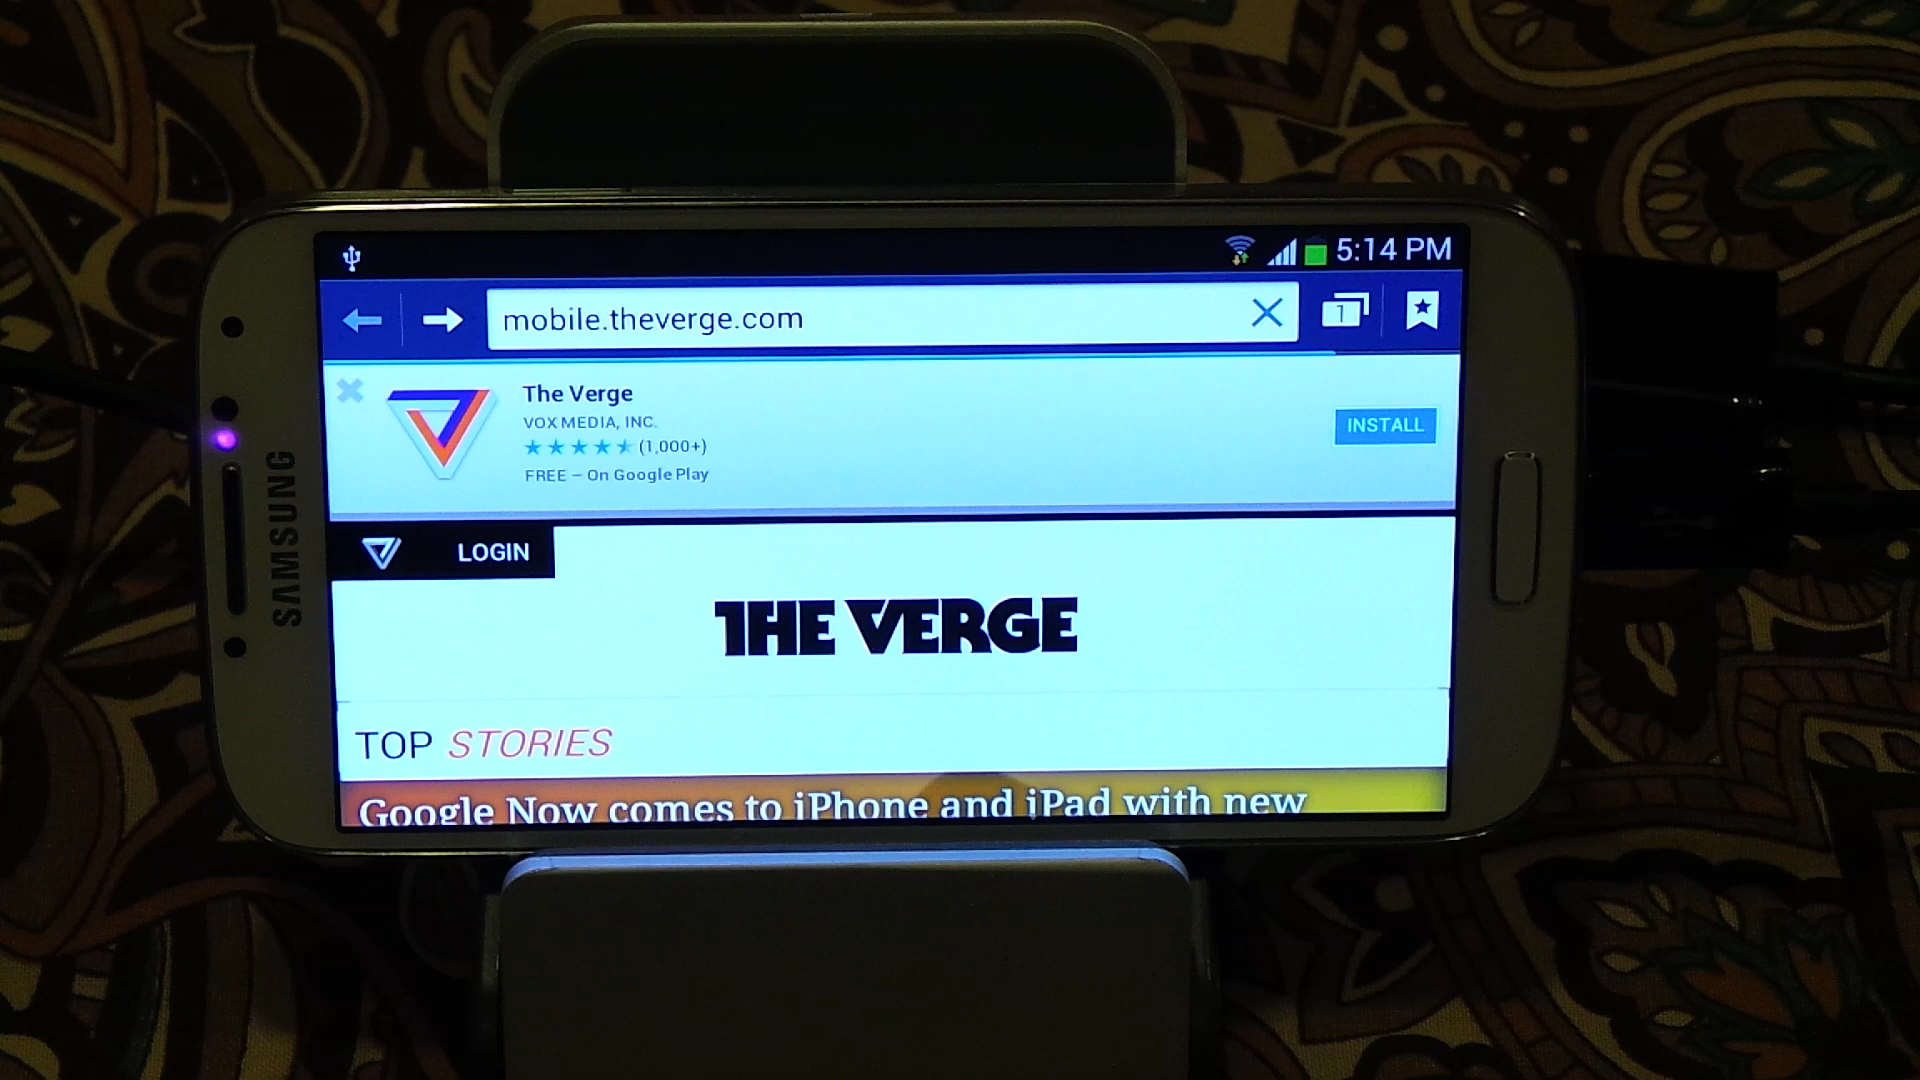 5:14 PM
mobile.theverge.com
1
The Verge
VOX MEDIA, INC.
(1,000+)
FREE – On Google Play
INSTALL
SAMSUNG
LOGIN
THE VERGE
TOP STORIES
Google Now comes to iPhone and iPad with new